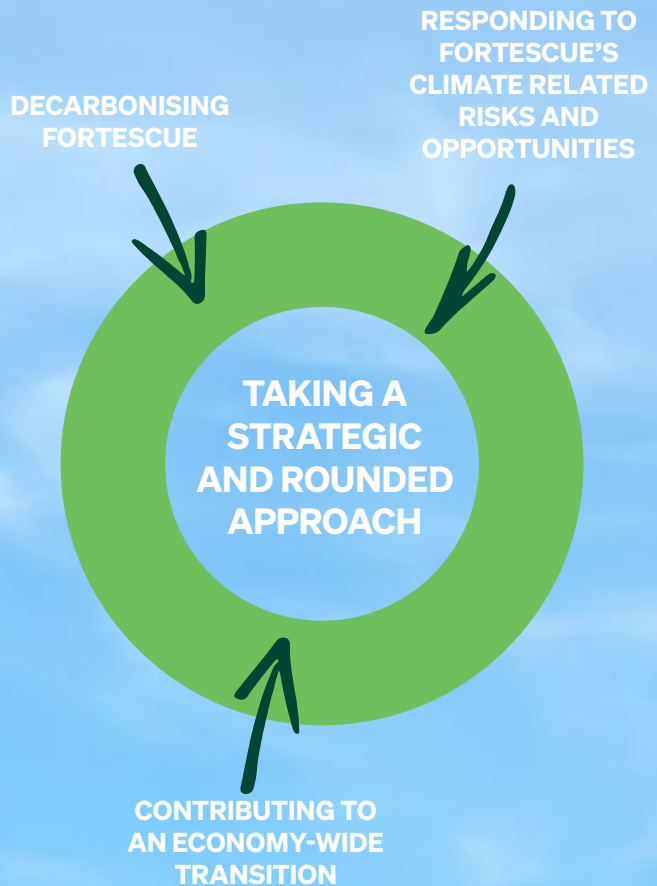 RESPONDING TO
FORTESCUE'S
CLIMATE RELATED
RISKS AND
OPPORTUNITIES
DECARBONISING
FORTESCUE
TAKING A
STRATEGIC
AND ROUNDED
APPROACH
CONTRIBUTING TO
AN ECONOMY-WIDE
TRANSITION